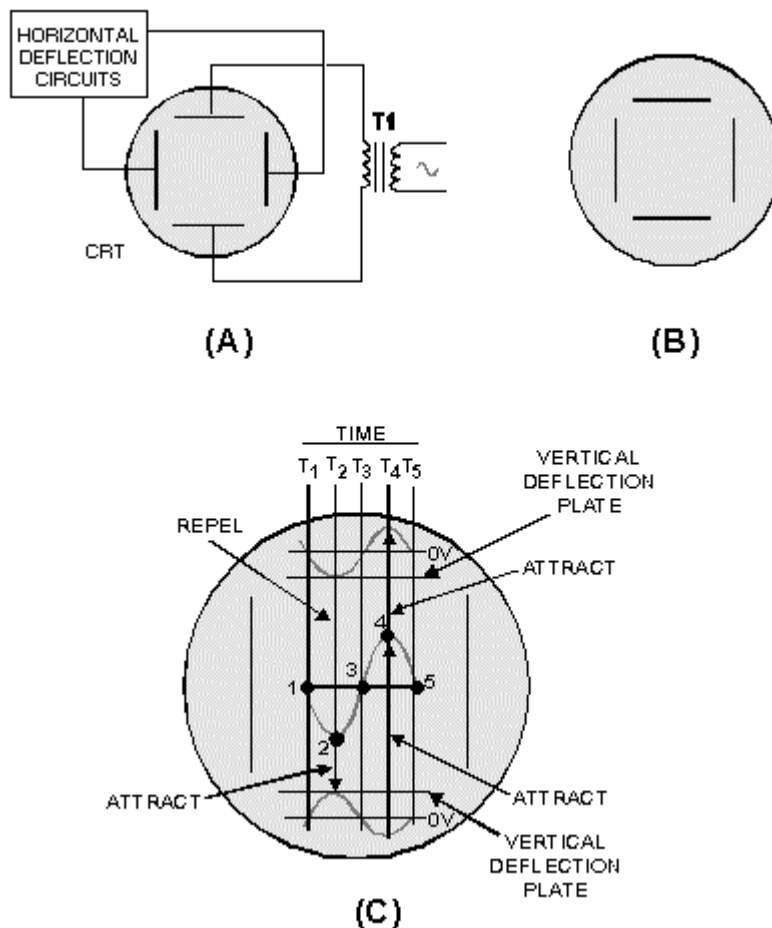 HORIZONTAL
DEFLECTION
CIRCUITS
T1
CRT
(A)
(B)
TIME
T1 T2 T3 T4 T5
VERTICAL
DEFLECTION
PLATE
REPEL
0V
ATTRACT
4
3
1
5
2
ATTRACT
ATTRACT
0V
VERTICAL
DEFLECTION
PLATE
(C)